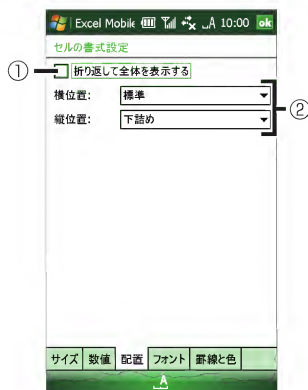 Excel Mobile A 10:00 ok
セルの書式設定
① 折り返して全体を表示する
横位置: 標準
縦位置: 下詰め
②
サイズ 数値 配置 フォント 罫線と色
A